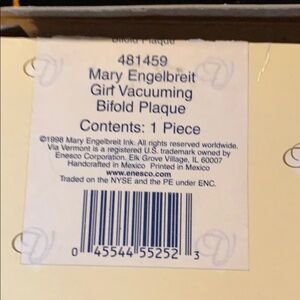 Bifold Plaque
481459
Mary Engelbreit
Girl Vacuuming
Bifold Plaque
Contents: 1 Piece
©1998 Mary Engelbreit Ink. All rights reserved worldwide.
Via Vermont is a registered U.S. trademark owned by
Enesco Corporation. Elk Grove Village, IL 60007
Handcrafted in Mexico Printed in Mexico
www.enesco.com
Traded on the NYSE and the PE under ENC.
0 45544 55252 3